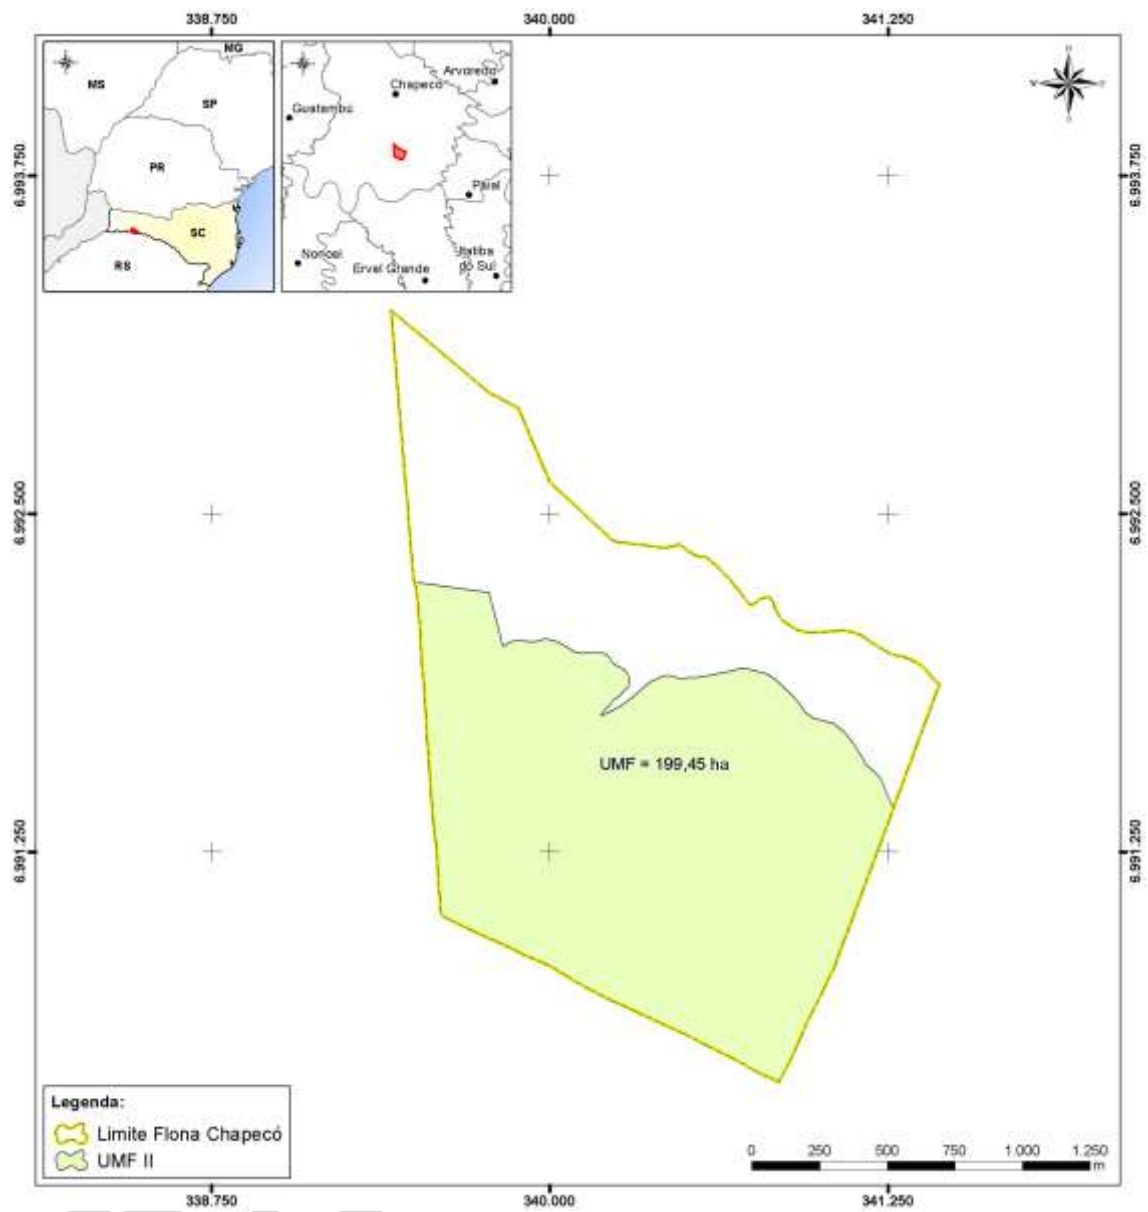 338.750 340.000 341.250
MG
MS
SP
PR
SC
RS
Arvoredo
Chapecó
Guatambú
Paial
Nonoai
Itatiba
do Sul
Erval Grande
N
6.993.750 6.993.750
6.992.500 6.992.500
UMF = 199,45 ha
6.991.250 6.991.250
Legenda:
Limite Flona Chapecó
UMF II
0 250 500 750 1.000 1.250
m
338.750 340.000 341.250